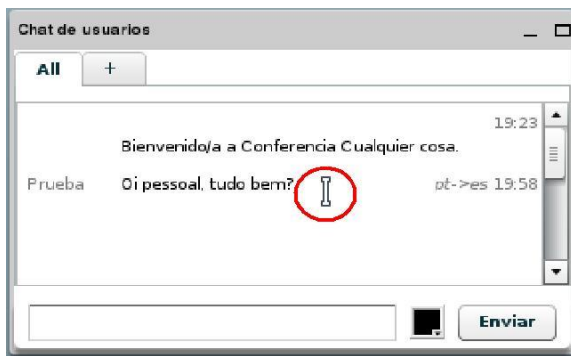 Chat de usuarios
All +
19:23
Bienvenido/a a Conferencia Cualquier cosa.
Prueba Oi pessoal, tudo bem? pt->es 19:58
Enviar